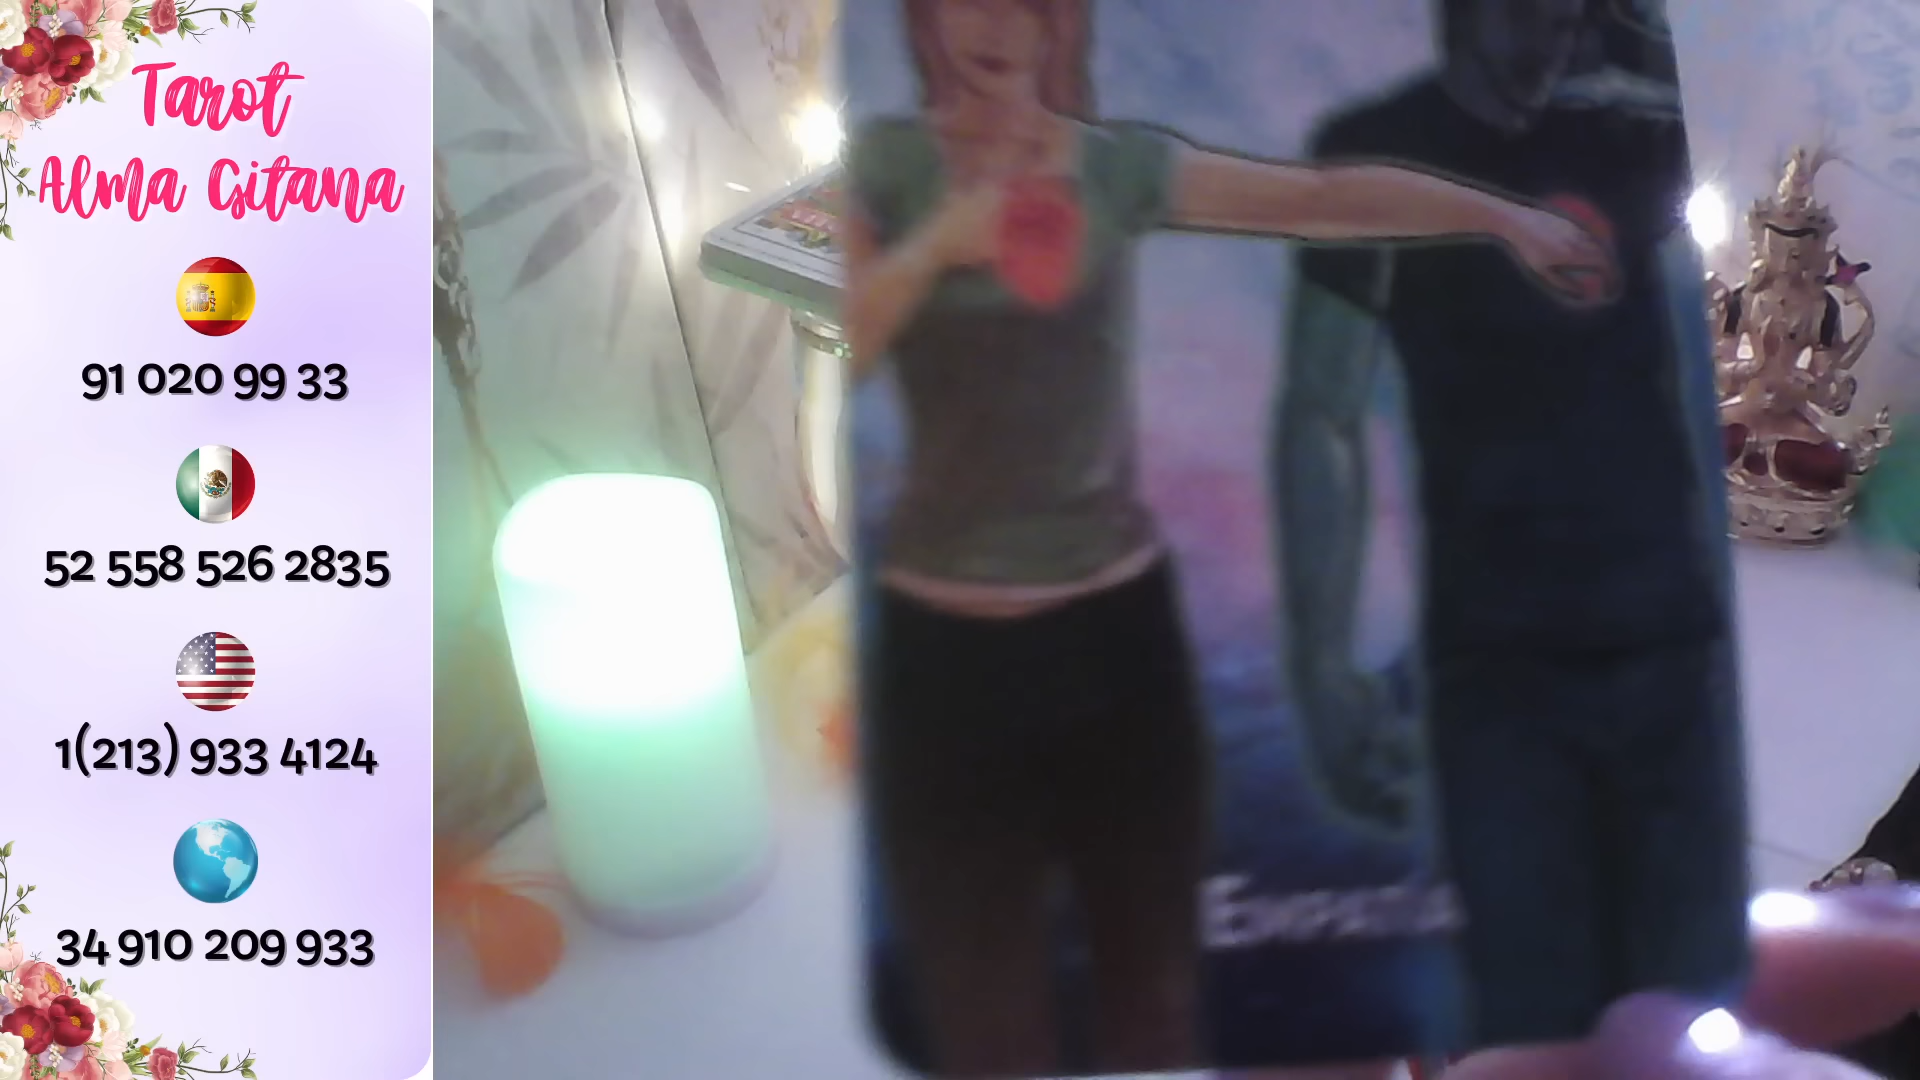 Tarot
Alma Gitana
91 020 99 33
52 558 526 2835
1(213) 933 4124
34 910 209 933
Empatía